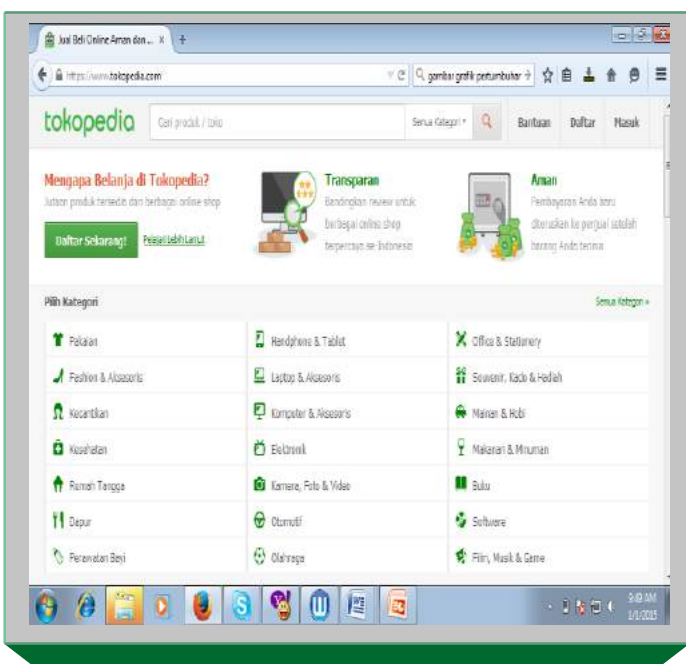 Jual Beli Online Aman dan ... x +
https://www.tokopedia.com
gambar grafik pertumbuhar
tokopedia
Cari produk / toko
Semua Kategori
Bantuan
Daftar
Masuk
Mengapa Belanja di Tokopedia?
Jutaan produk tersedia dari berbagai online shop
Daftar Sekarang!
Pelajari Lebih Lanjut
Transparan
Bandingkan review untuk
berbagai online shop
terpercaya se-Indonesia
Aman
Pembayaran Anda baru
diteruskan ke penjual setelah
barang Anda terima
Pilih Kategori
Semua Kategori »
Pakaian
Handphone & Tablet
Office & Stationery
Fashion & Aksesoris
Laptop & Aksesoris
Souvenir, Kado & Hadiah
Kecantikan
Komputer & Aksesoris
Mainan & Hobi
Kesehatan
Elektronik
Makanan & Minuman
Rumah Tangga
Kamera, Foto & Video
Buku
Dapur
Otomotif
Software
Perawatan Bayi
Olahraga
Film, Musik & Game
9:49 AM
1/1/2015